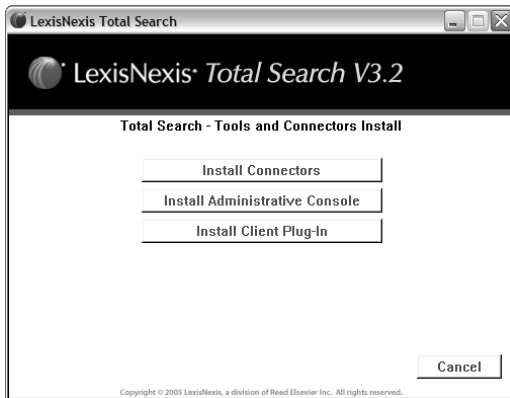 LexisNexis Total Search
LexisNexis® Total Search V3.2
Total Search - Tools and Connectors Install
Install Connectors
Install Administrative Console
Install Client Plug-In
Cancel
Copyright © 2005 LexisNexis, a division of Reed Elsevier Inc. All rights reserved.